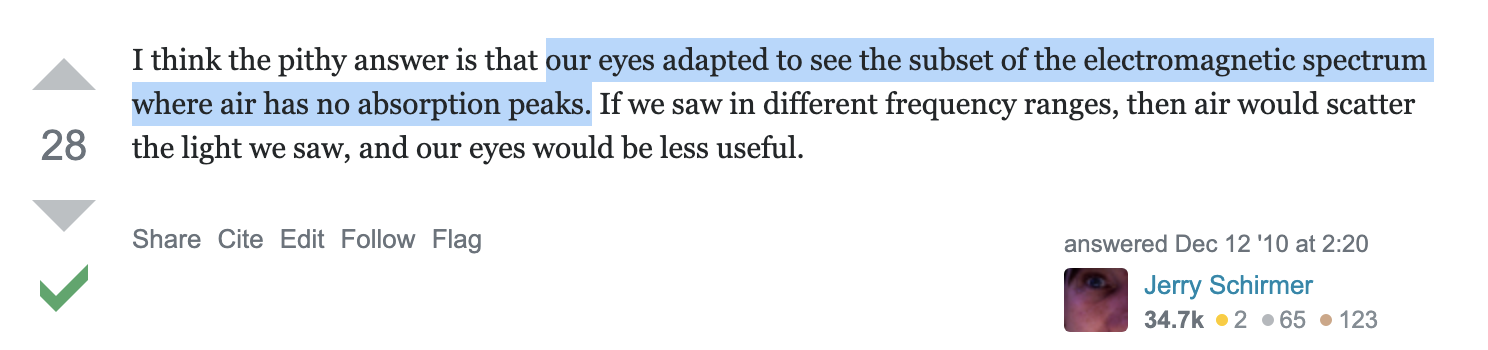 I think the pithy answer is that our eyes adapted to see the subset of the electromagnetic spectrum
where air has no absorption peaks. If we saw in different frequency ranges, then air would scatter
28
the light we saw, and our eyes would be less useful.
Share Cite Edit Follow Flag
answered Dec 12 '10 at 2:20
Jerry Schirmer
34.7k 2 65 123